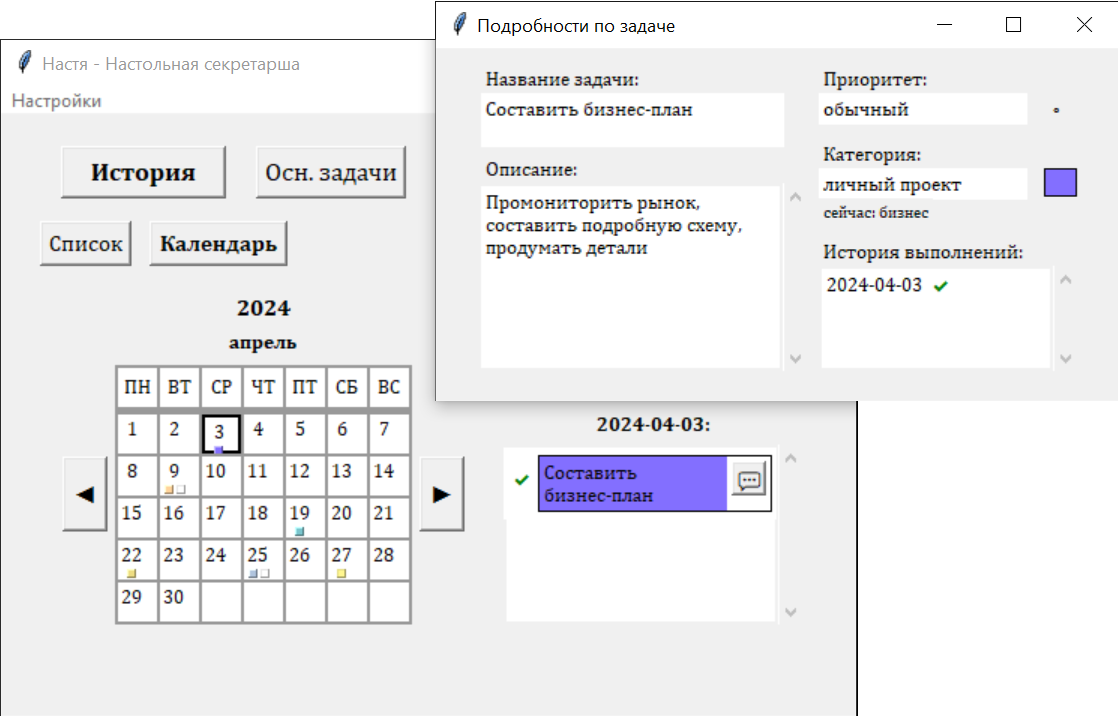 Подробности по задаче
Название задачи:
Составить бизнес-план
Описание:
Промониторить рынок,
составить подробную схему,
продумать детали
Приоритет:
обычный
Категория:
личный проект
сейчас: бизнес
История выполнений:
2024-04-03
Настя - Настольная секретарша
Настройки
История
Осн. задачи
Список
Календарь
2024
апрель
ПН ВТ СР ЧТ ПТ СБ ВС
1 2 3 4 5 6 7
8 9 10 11 12 13 14
15 16 17 18 19 20 21
22 23 24 25 26 27 28
29 30
2024-04-03:
Составить
бизнес-план